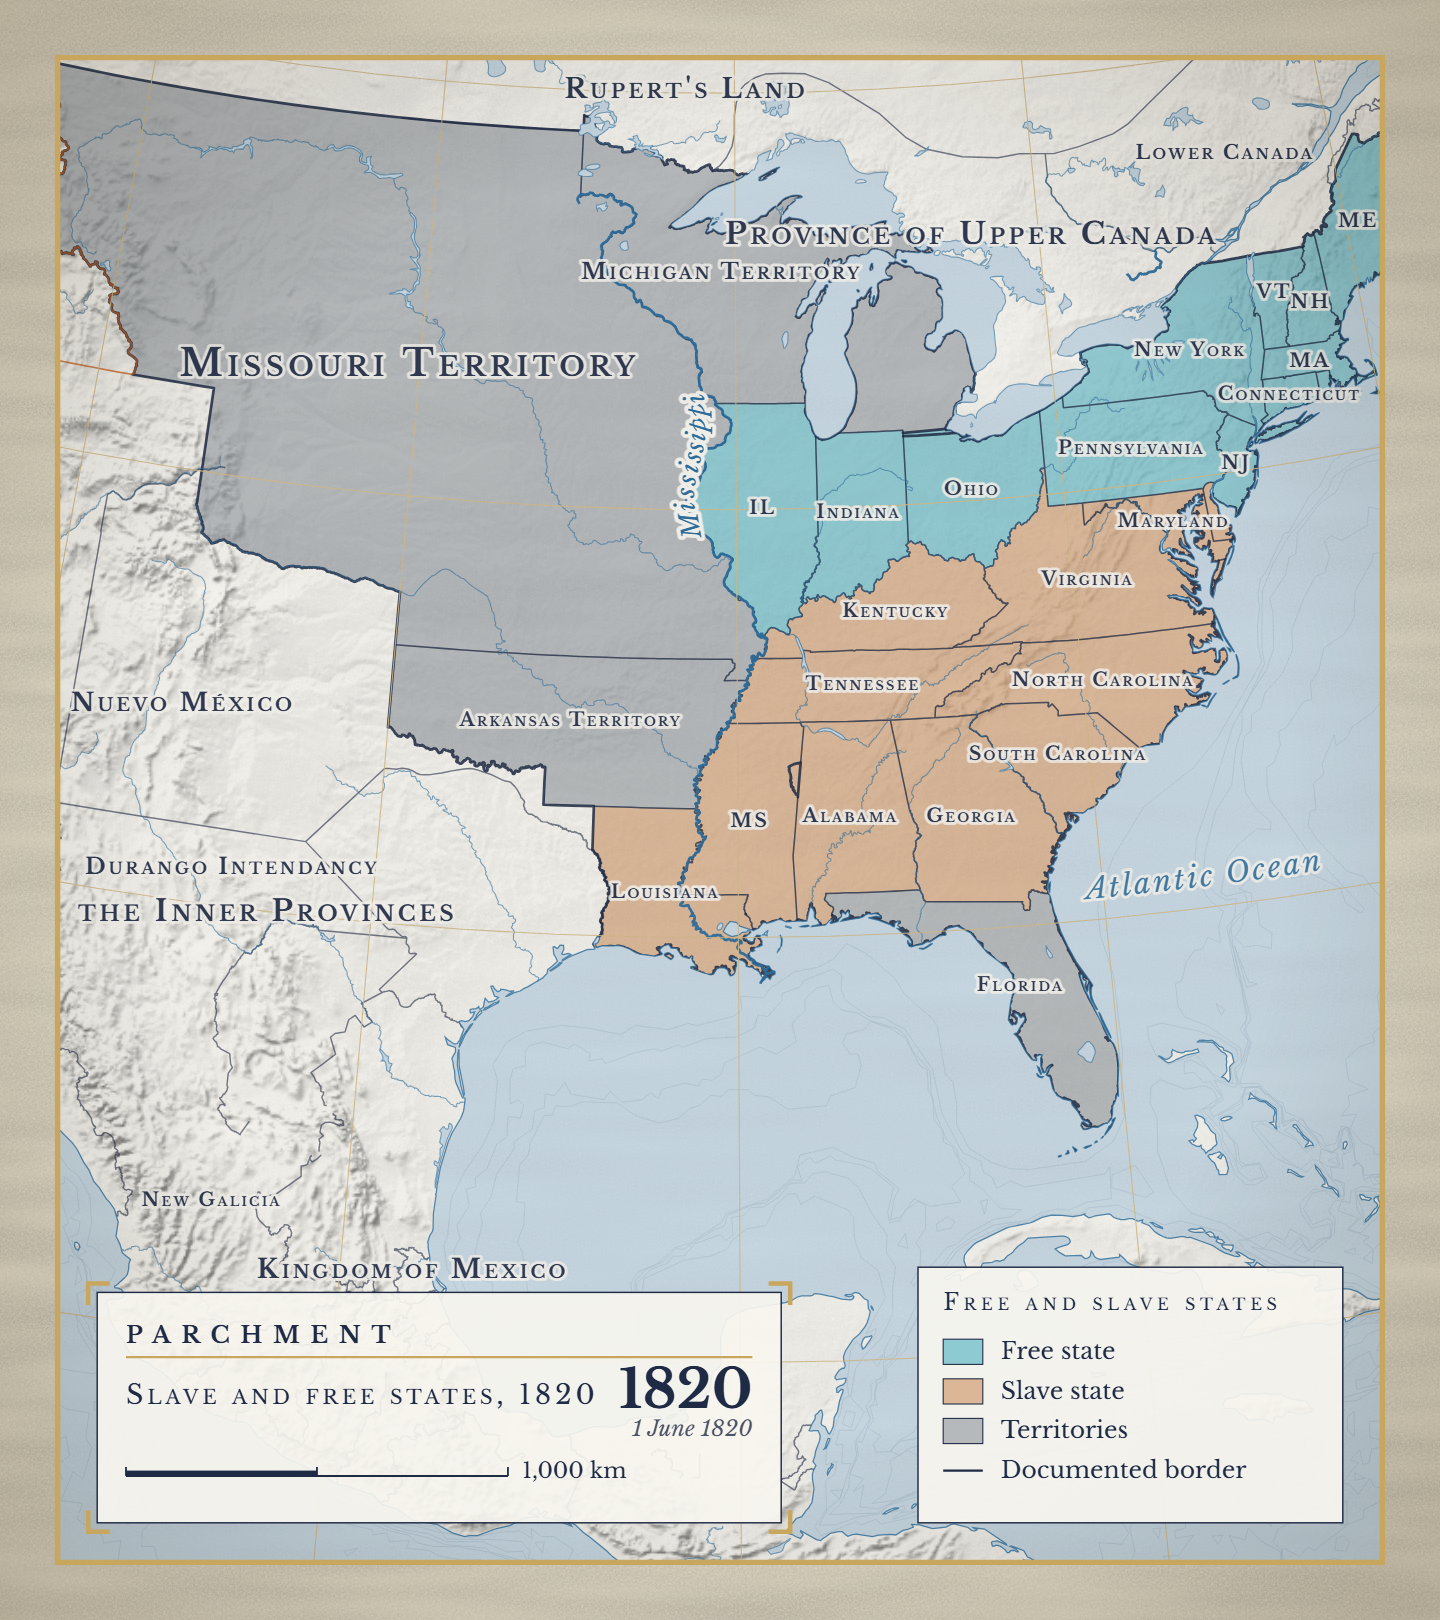 Rupert's Land
Lower Canada
ME
Province of Upper Canada
Michigan Territory
VT
NH
New York
MA
Missouri Territory
Connecticut
Mississippi
Pennsylvania
NJ
Ohio
IL
Indiana
Maryland
Virginia
Kentucky
Nuevo México
Tennessee
North Carolina
Arkansas Territory
South Carolina
MS
Alabama
Georgia
Durango Intendancy
Louisiana
Atlantic Ocean
the Inner Provinces
Florida
New Galicia
Kingdom of Mexico
PARCHMENT
Slave and free states, 1820
1820
1 June 1820
1,000 km
Free and slave states
Free state
Slave state
Territories
Documented border